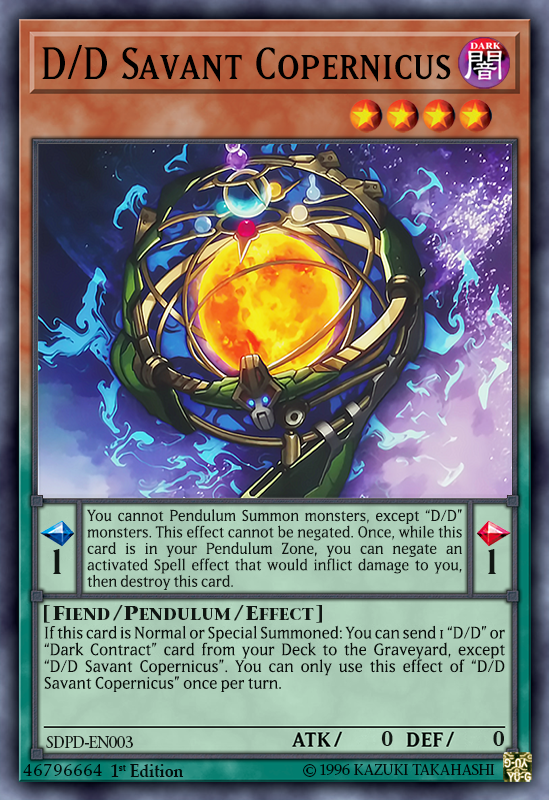 D/D SAVANT COPERNICUS
DARK
闇
You cannot Pendulum Summon monsters, except “D/D”
monsters. This effect cannot be negated. Once, while this
card is in your Pendulum Zone, you can negate an
activated Spell effect that would inflict damage to you,
then destroy this card.
1
1
[FIEND/PENDULUM/EFFECT]
If this card is Normal or Special Summoned: You can send 1 “D/D” or
“Dark Contract” card from your Deck to the Graveyard, except
“D/D Savant Copernicus”. You can only use this effect of “D/D
Savant Copernicus” once per turn.
SDPD-EN003 ATK/ 0 DEF/ 0
46796664 1st Edition © 1996 KAZUKI TAKAHASHI